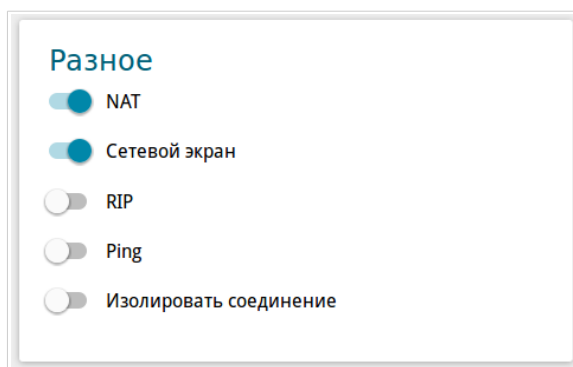 Разное
NAT
Сетевой экран
RIP
Ping
Изолировать соединение